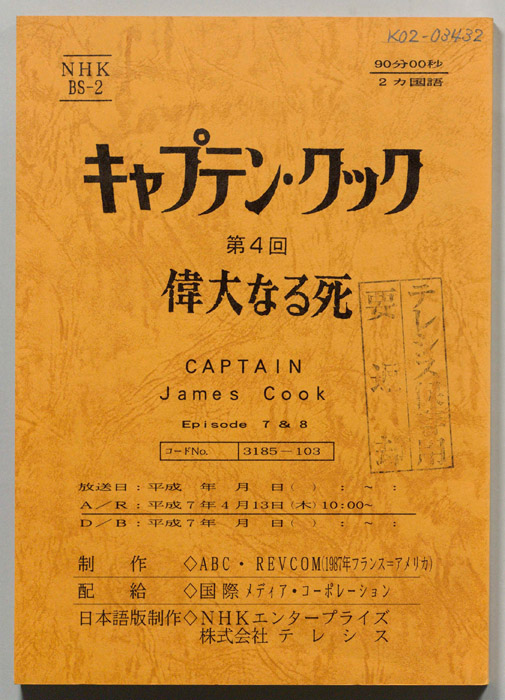 K02-03432
NHK
BS-2
90分00秒
2カ国語
キャプテン・クック
第4回
偉大なる死
CAPTAIN
James Cook
Episode 7 & 8
コードNo. 3185-103
放送日:平成 年 月 日( ) : ~ :
A/R:平成7年4月13日(木)10:00~
D/B:平成7年 月 日( ) : ~ :
制作◇ABC・REVCOM(1987年フランス=アメリカ)
配給◇国際メディア・コーポレーション
日本語版制作◇NHKエンタープライズ
株式会社テレシス
要返却